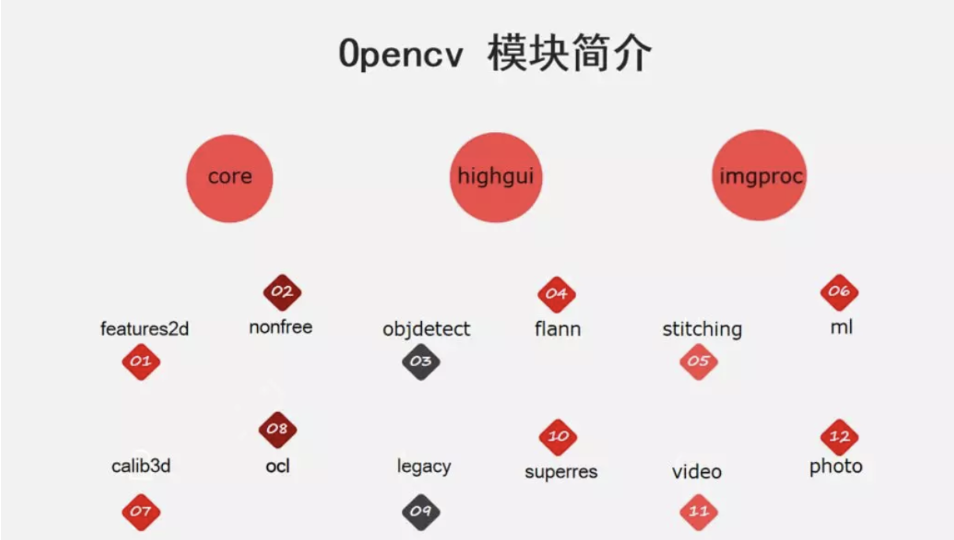 Opencv 模块简介
core
highgui
imgproc
02
04
06
features2d
nonfree
objdetect
flann
stitching
ml
01
03
05
08
10
12
calib3d
ocl
legacy
superres
video
photo
07
09
11